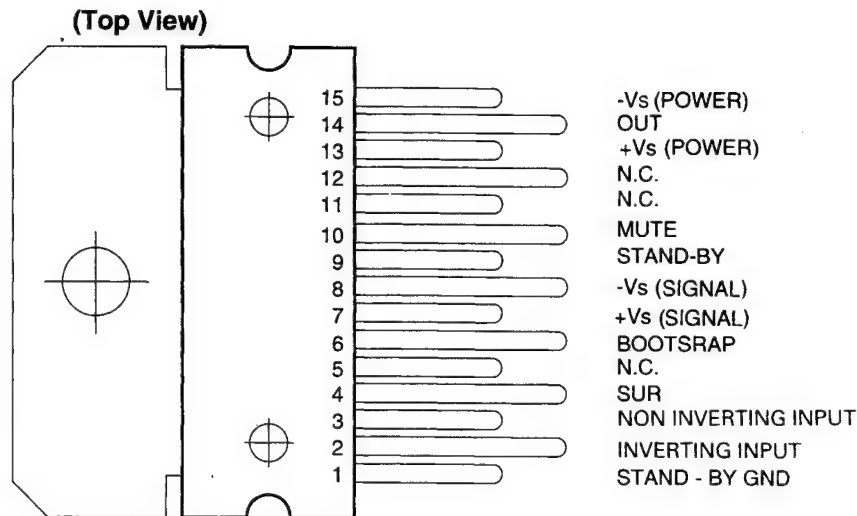 (Top View)
15 -Vs (POWER)
14 OUT
13 +Vs (POWER)
12 N.C.
11 N.C.
10 MUTE
9 STAND-BY
8 -Vs (SIGNAL)
7 +Vs (SIGNAL)
6 BOOTSRAP
5 N.C.
4 SUR
3 NON INVERTING INPUT
2 INVERTING INPUT
1 STAND - BY GND